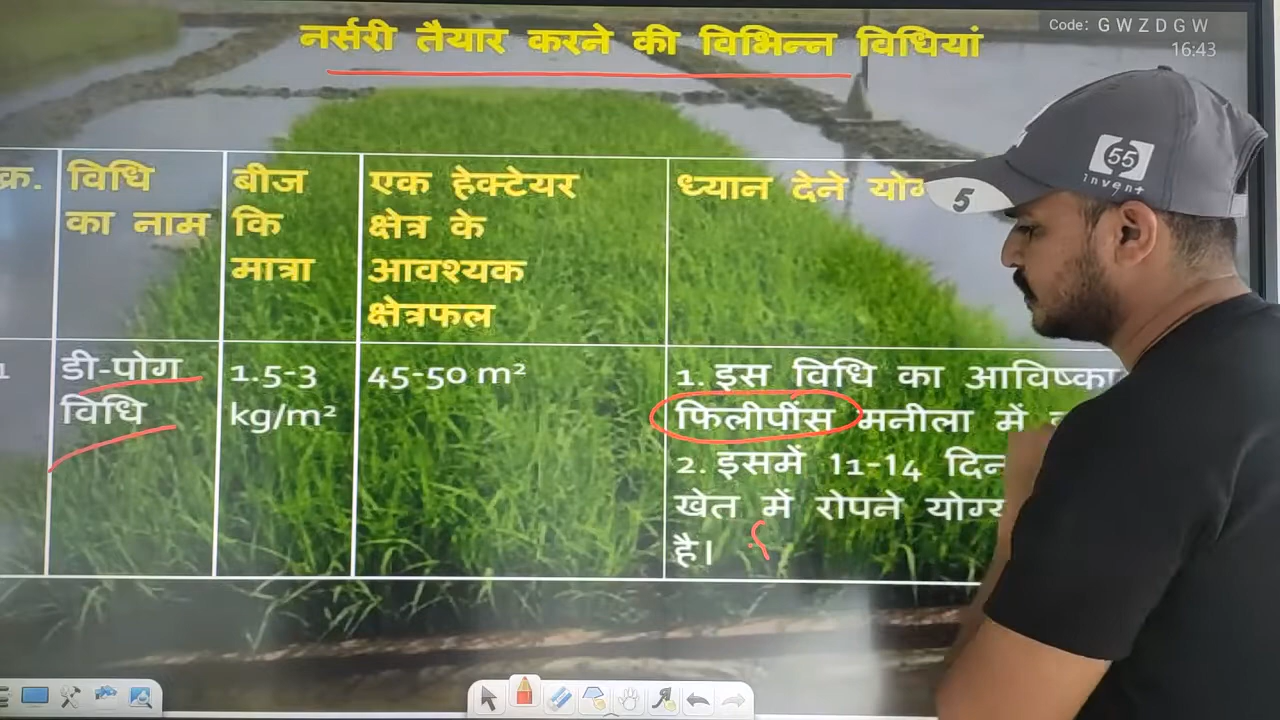 Code: G W Z D G W
16:43
नर्सरी तैयार करने की विभिन्न विधियां
क्र.
विधि
का नाम
बीज
कि
मात्रा
एक हेक्टेयर
क्षेत्र के
आवश्यक
क्षेत्रफल
ध्यान देने
1
डी-पोग
विधि
1.5-3
kg/m²
45-50 m²
1. इस विधि का
फिलीपींस मनीला में
2. इसमें 11-14 दिन
खेत में रोपने
है।
55
invent
5